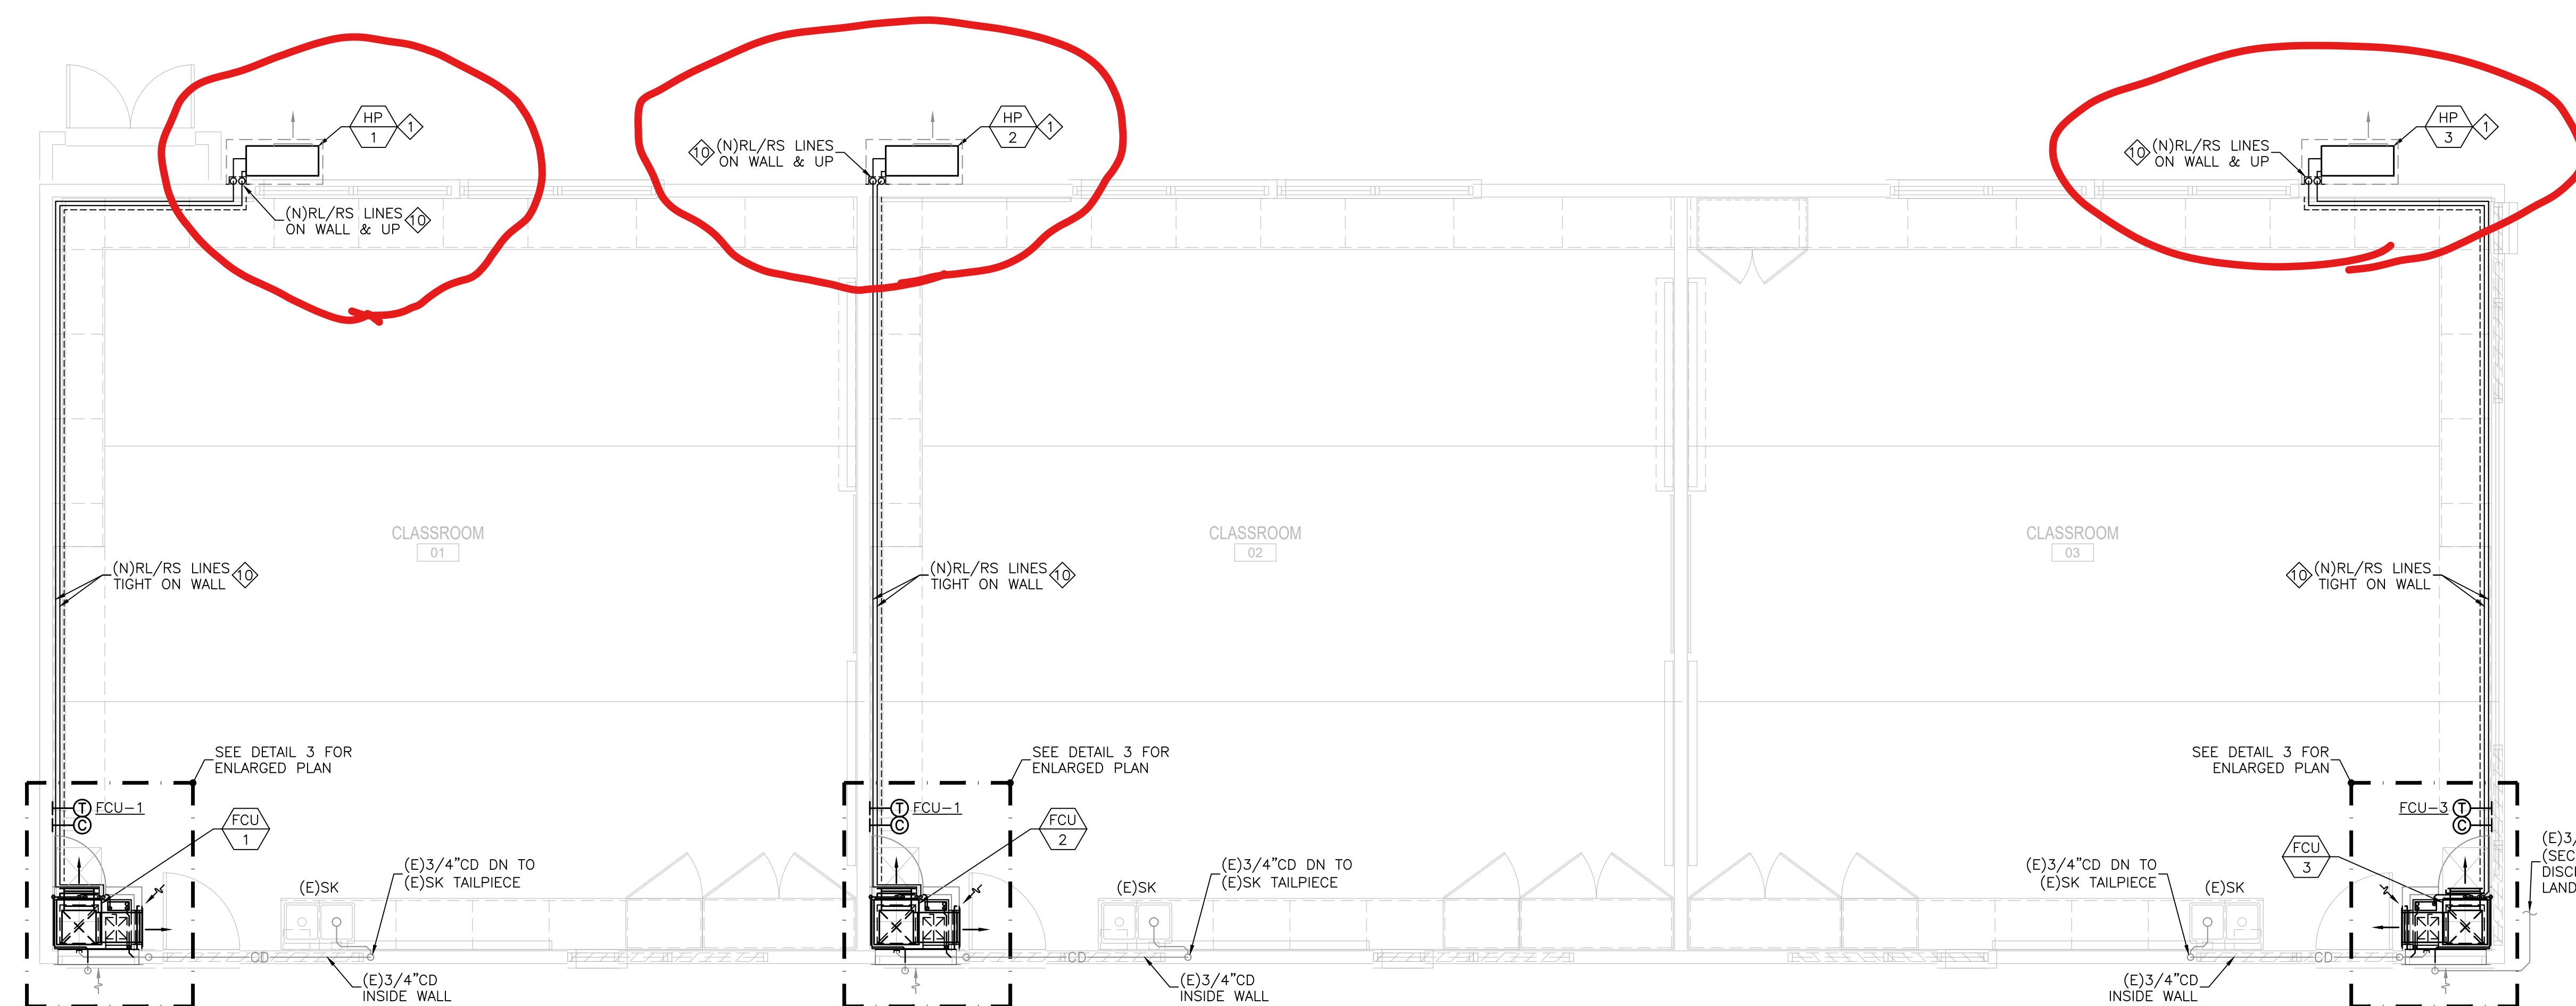 HP
1
1
(N)RL/RS LINES
ON WALL & UP
10
10
(N)RL/RS LINES
ON WALL & UP
HP
2
1
10
(N)RL/RS LINES
ON WALL & UP
HP
3
1
CLASSROOM
01
CLASSROOM
02
CLASSROOM
03
(N)RL/RS LINES
TIGHT ON WALL
10
(N)RL/RS LINES
TIGHT ON WALL
10
10
(N)RL/RS LINES
TIGHT ON WALL
SEE DETAIL 3 FOR
ENLARGED PLAN
T FCU-1
C
FCU
1
(E)SK
(E)3/4"CD DN TO
(E)SK TAILPIECE
CD
(E)3/4"CD
INSIDE WALL
SEE DETAIL 3 FOR
ENLARGED PLAN
T FCU-1
C
FCU
2
(E)SK
(E)3/4"CD DN TO
(E)SK TAILPIECE
CD
(E)3/4"CD
INSIDE WALL
SEE DETAIL 3 FOR
ENLARGED PLAN
FCU-3 T
C
FCU
3
(E)3/4"CD DN TO
(E)SK TAILPIECE
(E)SK
CD
(E)3/4"CD
INSIDE WALL
(E)3/
(SEC
DISC
LAND